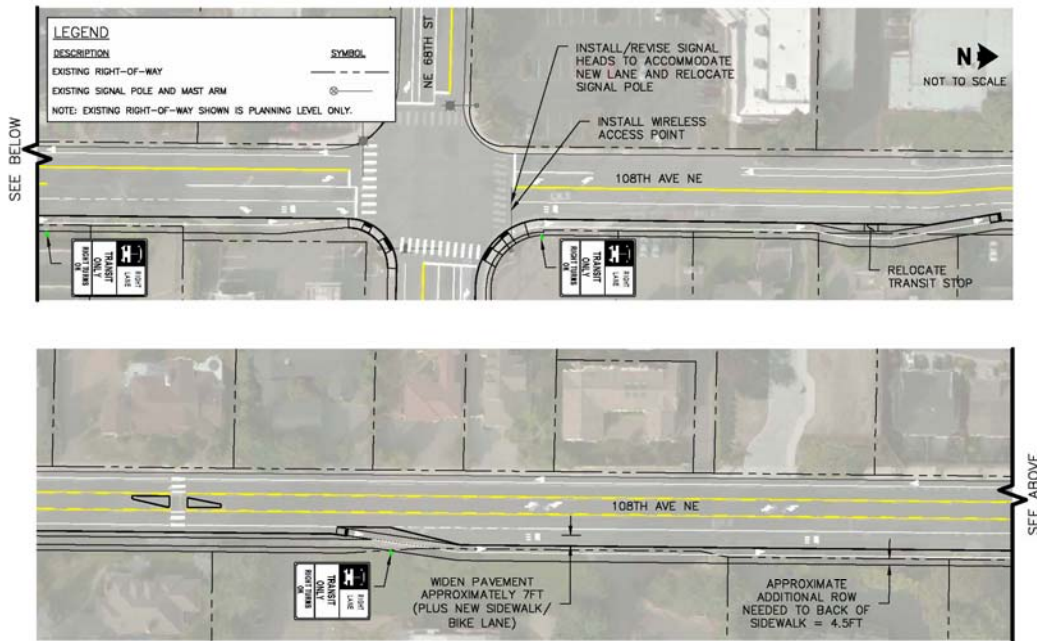 LEGEND
DESCRIPTION SYMBOL
EXISTING RIGHT-OF-WAY
EXISTING SIGNAL POLE AND MAST ARM
NOTE: EXISTING RIGHT-OF-WAY SHOWN IS PLANNING LEVEL ONLY.
NE 68TH ST
INSTALL/REVISE SIGNAL
HEADS TO ACCOMMODATE
NEW LANE AND RELOCATE
SIGNAL POLE
INSTALL WIRELESS
ACCESS POINT
N
NOT TO SCALE
SEE BELOW
108TH AVE NE
RIGHT
LANE
TRANSIT
ONLY
RIGHT TURNS
OK
RIGHT
LANE
TRANSIT
ONLY
RIGHT TURNS
OK
RELOCATE
TRANSIT STOP
108TH AVE NE
SEE ABOVE
RIGHT
LANE
TRANSIT
ONLY
RIGHT TURNS
OK
WIDEN PAVEMENT
APPROXIMATELY 7FT
(PLUS NEW SIDEWALK/
BIKE LANE)
APPROXIMATE
ADDITIONAL ROW
NEEDED TO BACK OF
SIDEWALK = 4.5FT